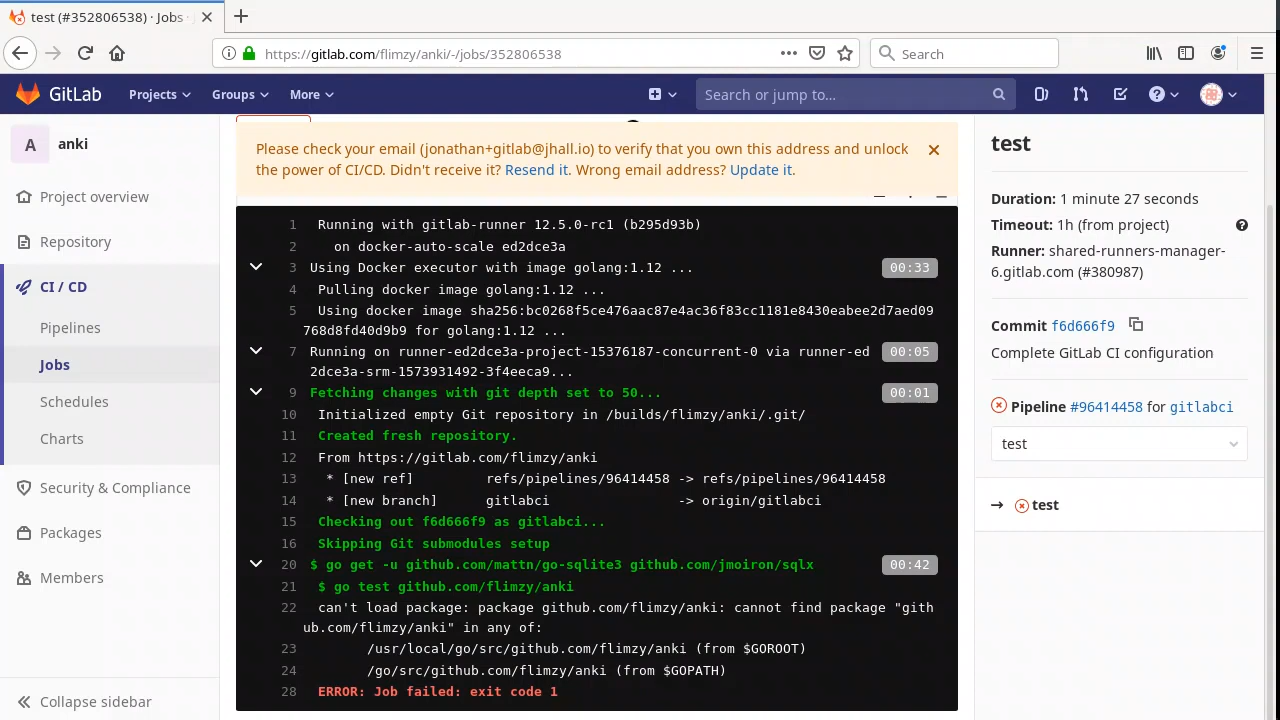 test (#352806538) · Jobs ·
https://gitlab.com/flimzy/anki/-/jobs/352806538
Search
GitLab
Projects
Groups
More
Search or jump to...
A
anki
Project overview
Repository
CI / CD
Pipelines
Jobs
Schedules
Charts
Security & Compliance
Packages
Members
Collapse sidebar
Please check your email (jonathan+gitlab@jhall.io) to verify that you own this address and unlock
the power of CI/CD. Didn't receive it? Resend it. Wrong email address? Update it.
1 Running with gitlab-runner 12.5.0-rc1 (b295d93b)
2 on docker-auto-scale ed2dce3a
3 Using Docker executor with image golang:1.12 ... 00:33
4 Pulling docker image golang:1.12 ...
5 Using docker image sha256:bc0268f5ce476aac87e4ac36f83cc1181e8430eabee2d7aed09
768d8fd40d9b9 for golang:1.12 ...
7 Running on runner-ed2dce3a-project-15376187-concurrent-0 via runner-ed 00:05
2dce3a-srm-1573931492-3f4eeca9...
9 Fetching changes with git depth set to 50... 00:01
10 Initialized empty Git repository in /builds/flimzy/anki/.git/
11 Created fresh repository.
12 From https://gitlab.com/flimzy/anki
13 * [new ref] refs/pipelines/96414458 -> refs/pipelines/96414458
14 * [new branch] gitlabci -> origin/gitlabci
15 Checking out f6d666f9 as gitlabci...
16 Skipping Git submodules setup
20 $ go get -u github.com/mattn/go-sqlite3 github.com/jmoiron/sqlx 00:42
21 $ go test github.com/flimzy/anki
22 can't load package: package github.com/flimzy/anki: cannot find package "gith
ub.com/flimzy/anki" in any of:
23 /usr/local/go/src/github.com/flimzy/anki (from $GOROOT)
24 /go/src/github.com/flimzy/anki (from $GOPATH)
28 ERROR: Job failed: exit code 1
test
Duration: 1 minute 27 seconds
Timeout: 1h (from project)
Runner: shared-runners-manager-
6.gitlab.com (#380987)
Commit f6d666f9
Complete GitLab CI configuration
Pipeline #96414458 for gitlabci
test
test